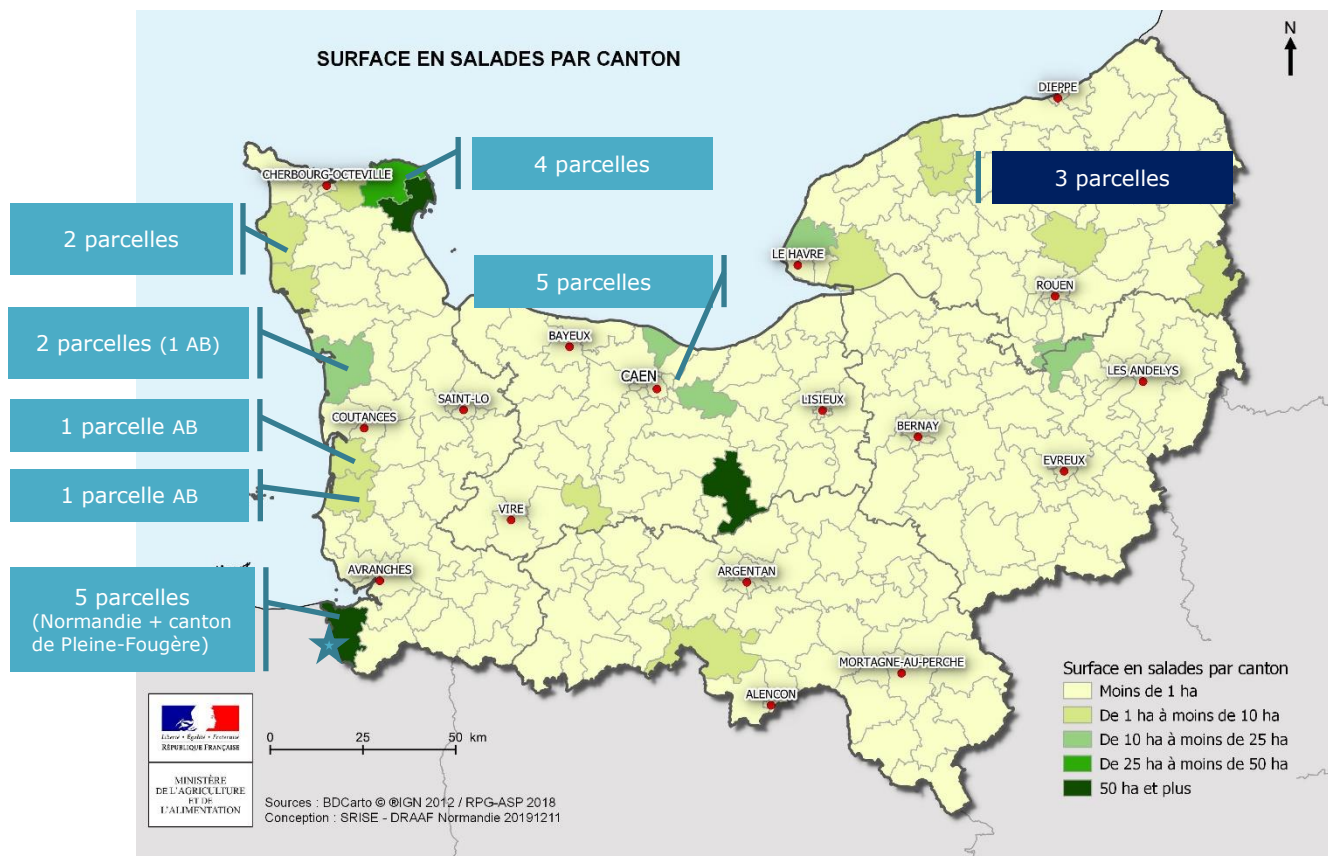 SURFACE EN SALADES PAR CANTON
N
DIEPPE
4 parcelles
3 parcelles
CHERBOURG-OCTEVILLE
2 parcelles
LE HAVRE
5 parcelles
ROUEN
2 parcelles (1 AB)
BAYEUX
CAEN
LES ANDELYS
SAINT-LO
LISIEUX
COUTANCES
BERNAY
1 parcelle AB
EVREUX
1 parcelle AB
VIRE
AVRANCHES
ARGENTAN
5 parcelles
(Normandie + canton
de Pleine-Fougère)
MORTAGNE-AU-PERCHE
ALENCON
Surface en salades par canton
Moins de 1 ha
De 1 ha à moins de 10 ha
De 10 ha à moins de 25 ha
De 25 ha à moins de 50 ha
50 ha et plus
Liberté • Égalité • Fraternité
RÉPUBLIQUE FRANÇAISE
MINISTÈRE
DE L'AGRICULTURE
ET DE
L'ALIMENTATION
0 25 50 km
Sources : BDCarto © ®IGN 2012 / RPG-ASP 2018
Conception : SRISE - DRAAF Normandie 20191211